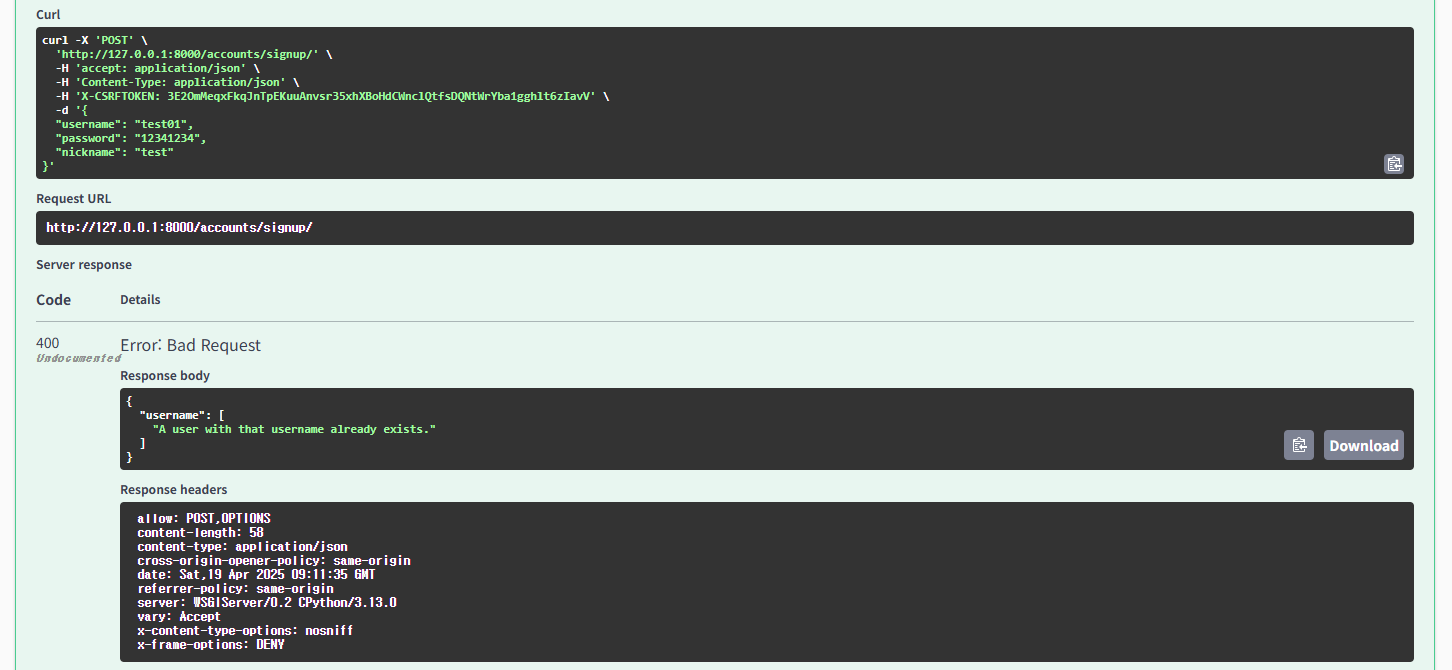 Curl
curl -X 'POST' \
  'http://127.0.0.1:8000/accounts/signup/' \
  -H 'accept: application/json' \
  -H 'Content-Type: application/json' \
  -H 'X-CSRFTOKEN: 3E2OmMeqxFkqJnTpEKuuAnvsr35xhXBoHdCWnclQtfsDQNtWrYba1gghlt6zIavV' \
  -d '{
  "username": "test01",
  "password": "12341234",
  "nickname": "test"
}'
Request URL
http://127.0.0.1:8000/accounts/signup/
Server response
Code Details
400 Error: Bad Request
Undocumented
Response body
{
  "username": [
    "A user with that username already exists."
  ]
}
Download
Response headers
allow: POST,OPTIONS
content-length: 58
content-type: application/json
cross-origin-opener-policy: same-origin
date: Sat,19 Apr 2025 09:11:35 GMT
referrer-policy: same-origin
server: WSGIServer/0.2 CPython/3.13.0
vary: Accept
x-content-type-options: nosniff
x-frame-options: DENY